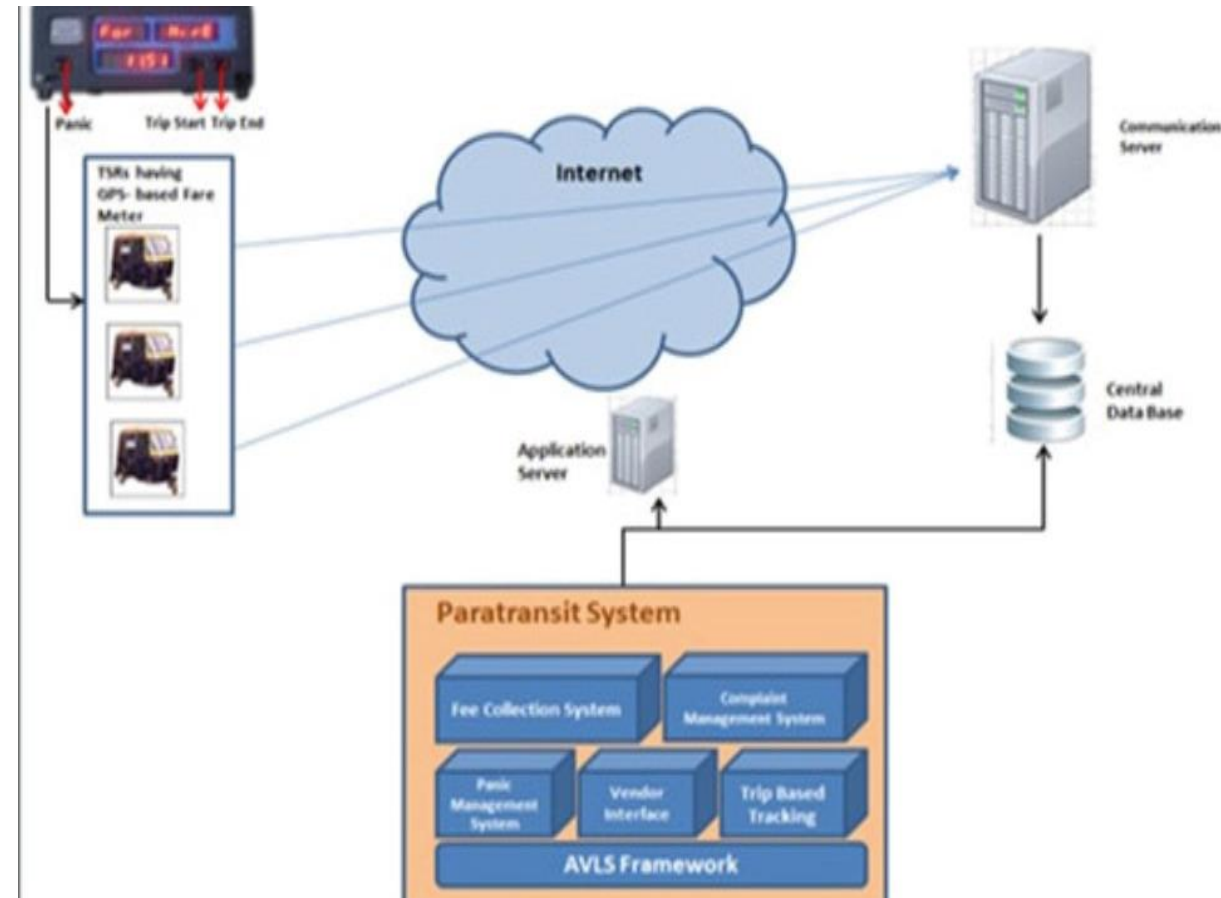 Panic
Trip Start Trip End
TSRs having
GPS- based Fare
Meter
Internet
Communication
Server
Central
Data Base
Application
Server
Paratransit System
Fee Collection System
Complaint
Management System
Panic
Management
System
Vendor
Interface
Trip Based
Tracking
AVLS Framework